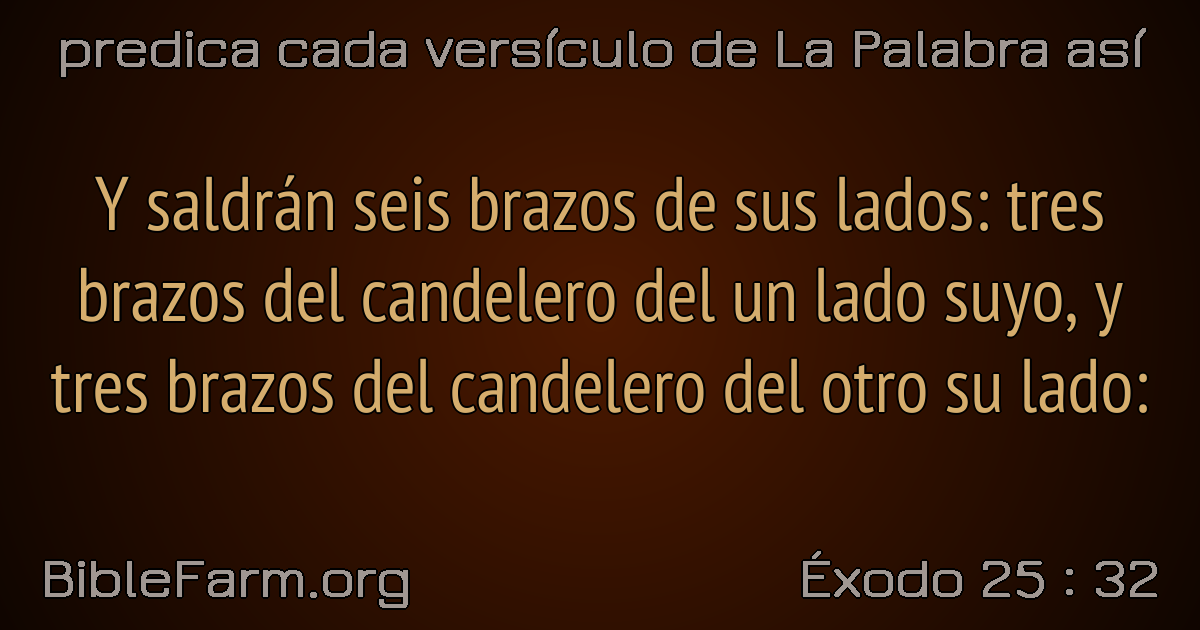 predica cada versículo de La Palabra así
Y saldrán seis brazos de sus lados: tres
brazos del candelero del un lado suyo, y
tres brazos del candelero del otro su lado:
BibleFarm.org
Éxodo 25 : 32